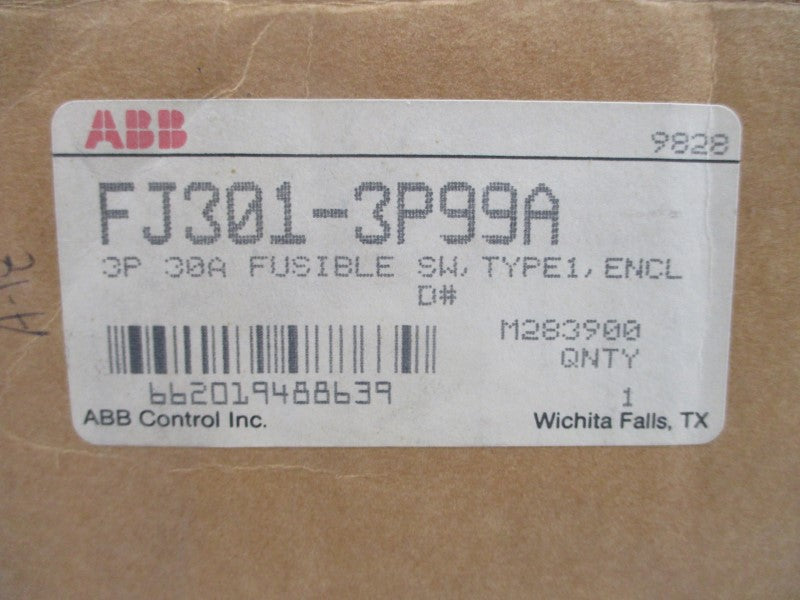 ABB
9828
FJ301-3P99A
3P 30A FUSIBLE SW, TYPE1, ENCL
D#
M283900
QNTY
662019488639
1
ABB Control Inc.
Wichita Falls, TX